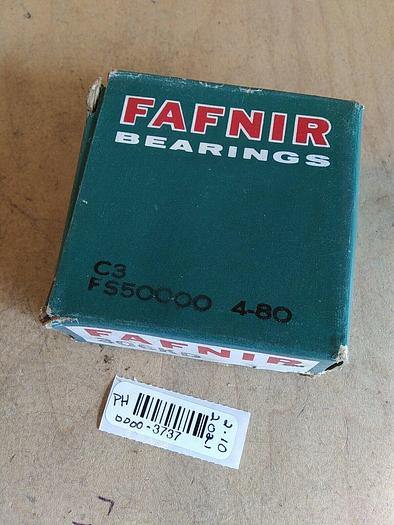 FAFNIR
BEARINGS
C3
FS50000 4-80
FAFNIR
PH
0000-3737